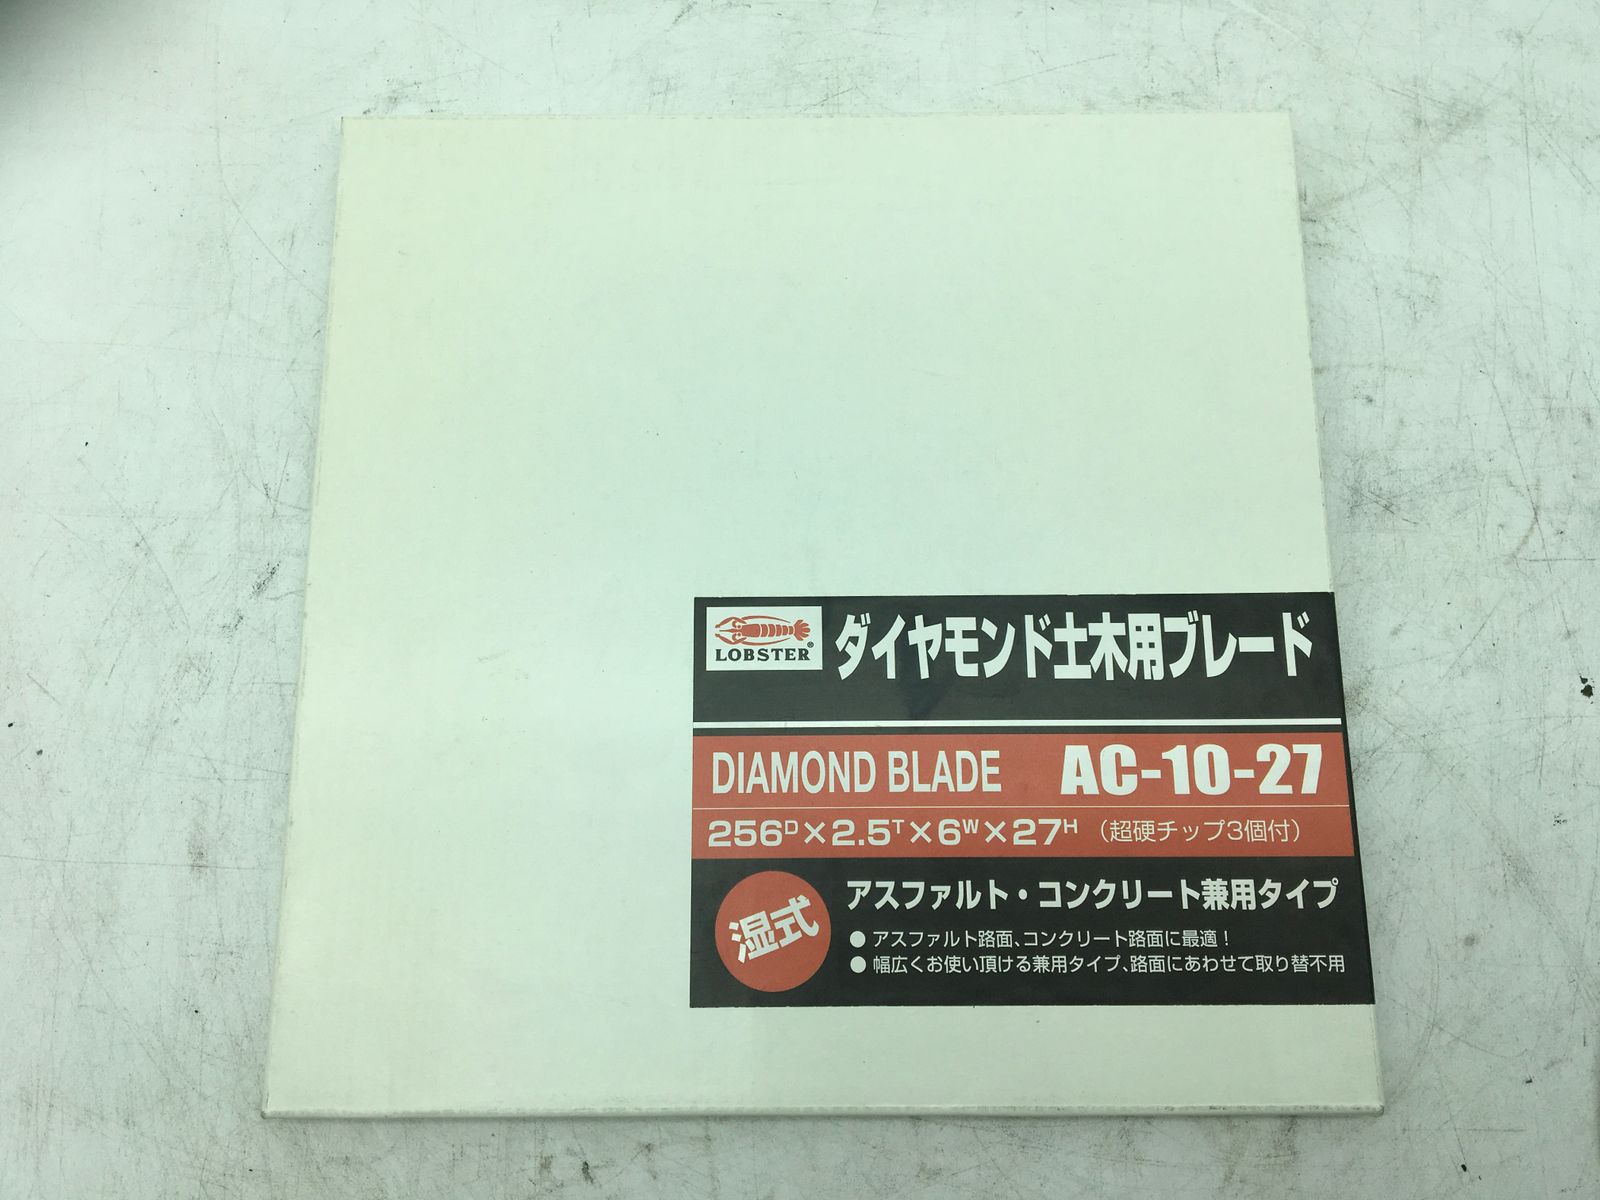 LOBSTER®
ダイヤモンド土木用ブレード
DIAMOND BLADE AC-10-27
256ᴰ×2.5ᵀ×6ᵂ×27ᴴ（超硬チップ3個付）
湿式
アスファルト・コンクリート兼用タイプ
● アスファルト路面、コンクリート路面に最適！
● 幅広くお使い頂ける兼用タイプ、路面にあわせて取り替不用